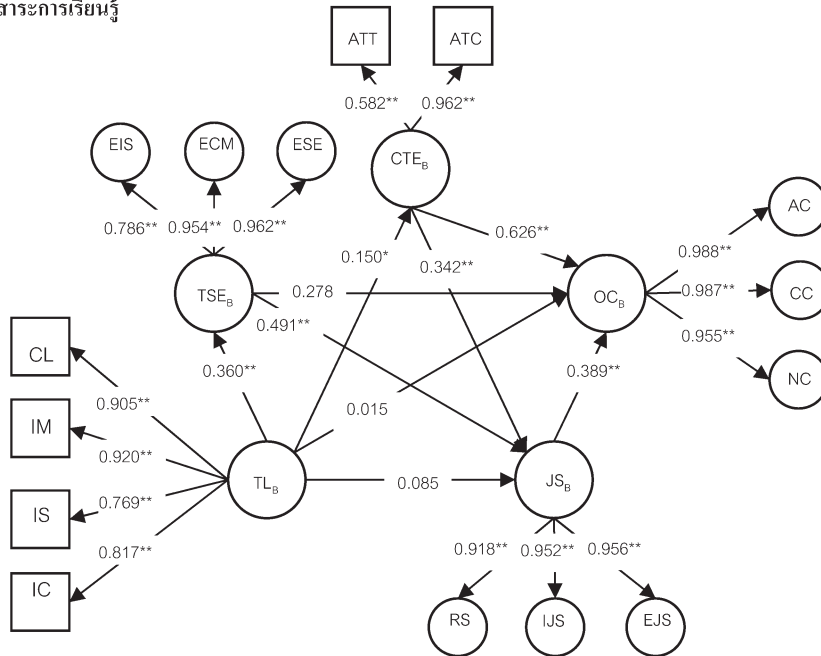 สาระการเรียนรู้
ATT ATC
0.582** 0.962**
EIS ECM ESE
CTE_B
AC
0.786** 0.954** 0.962**
0.626**
0.988**
0.150* 0.342**
TSE_B 0.278 OC_B 0.987** CC
0.491**
0.955**
CL
0.360** 0.389**
NC
0.905** 0.015
IM
0.920**
TL_B 0.085 JS_B
0.769**
IS
0.817** 0.918** 0.952** 0.956**
IC
RS IJS EJS